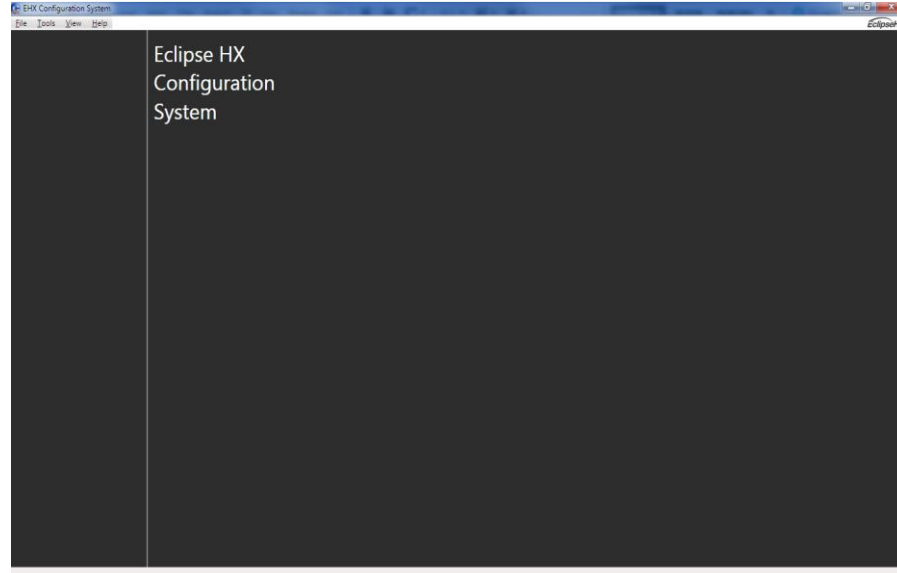 EHX Configuration System
File Tools View Help
Eclipse
Eclipse HX
Configuration
System